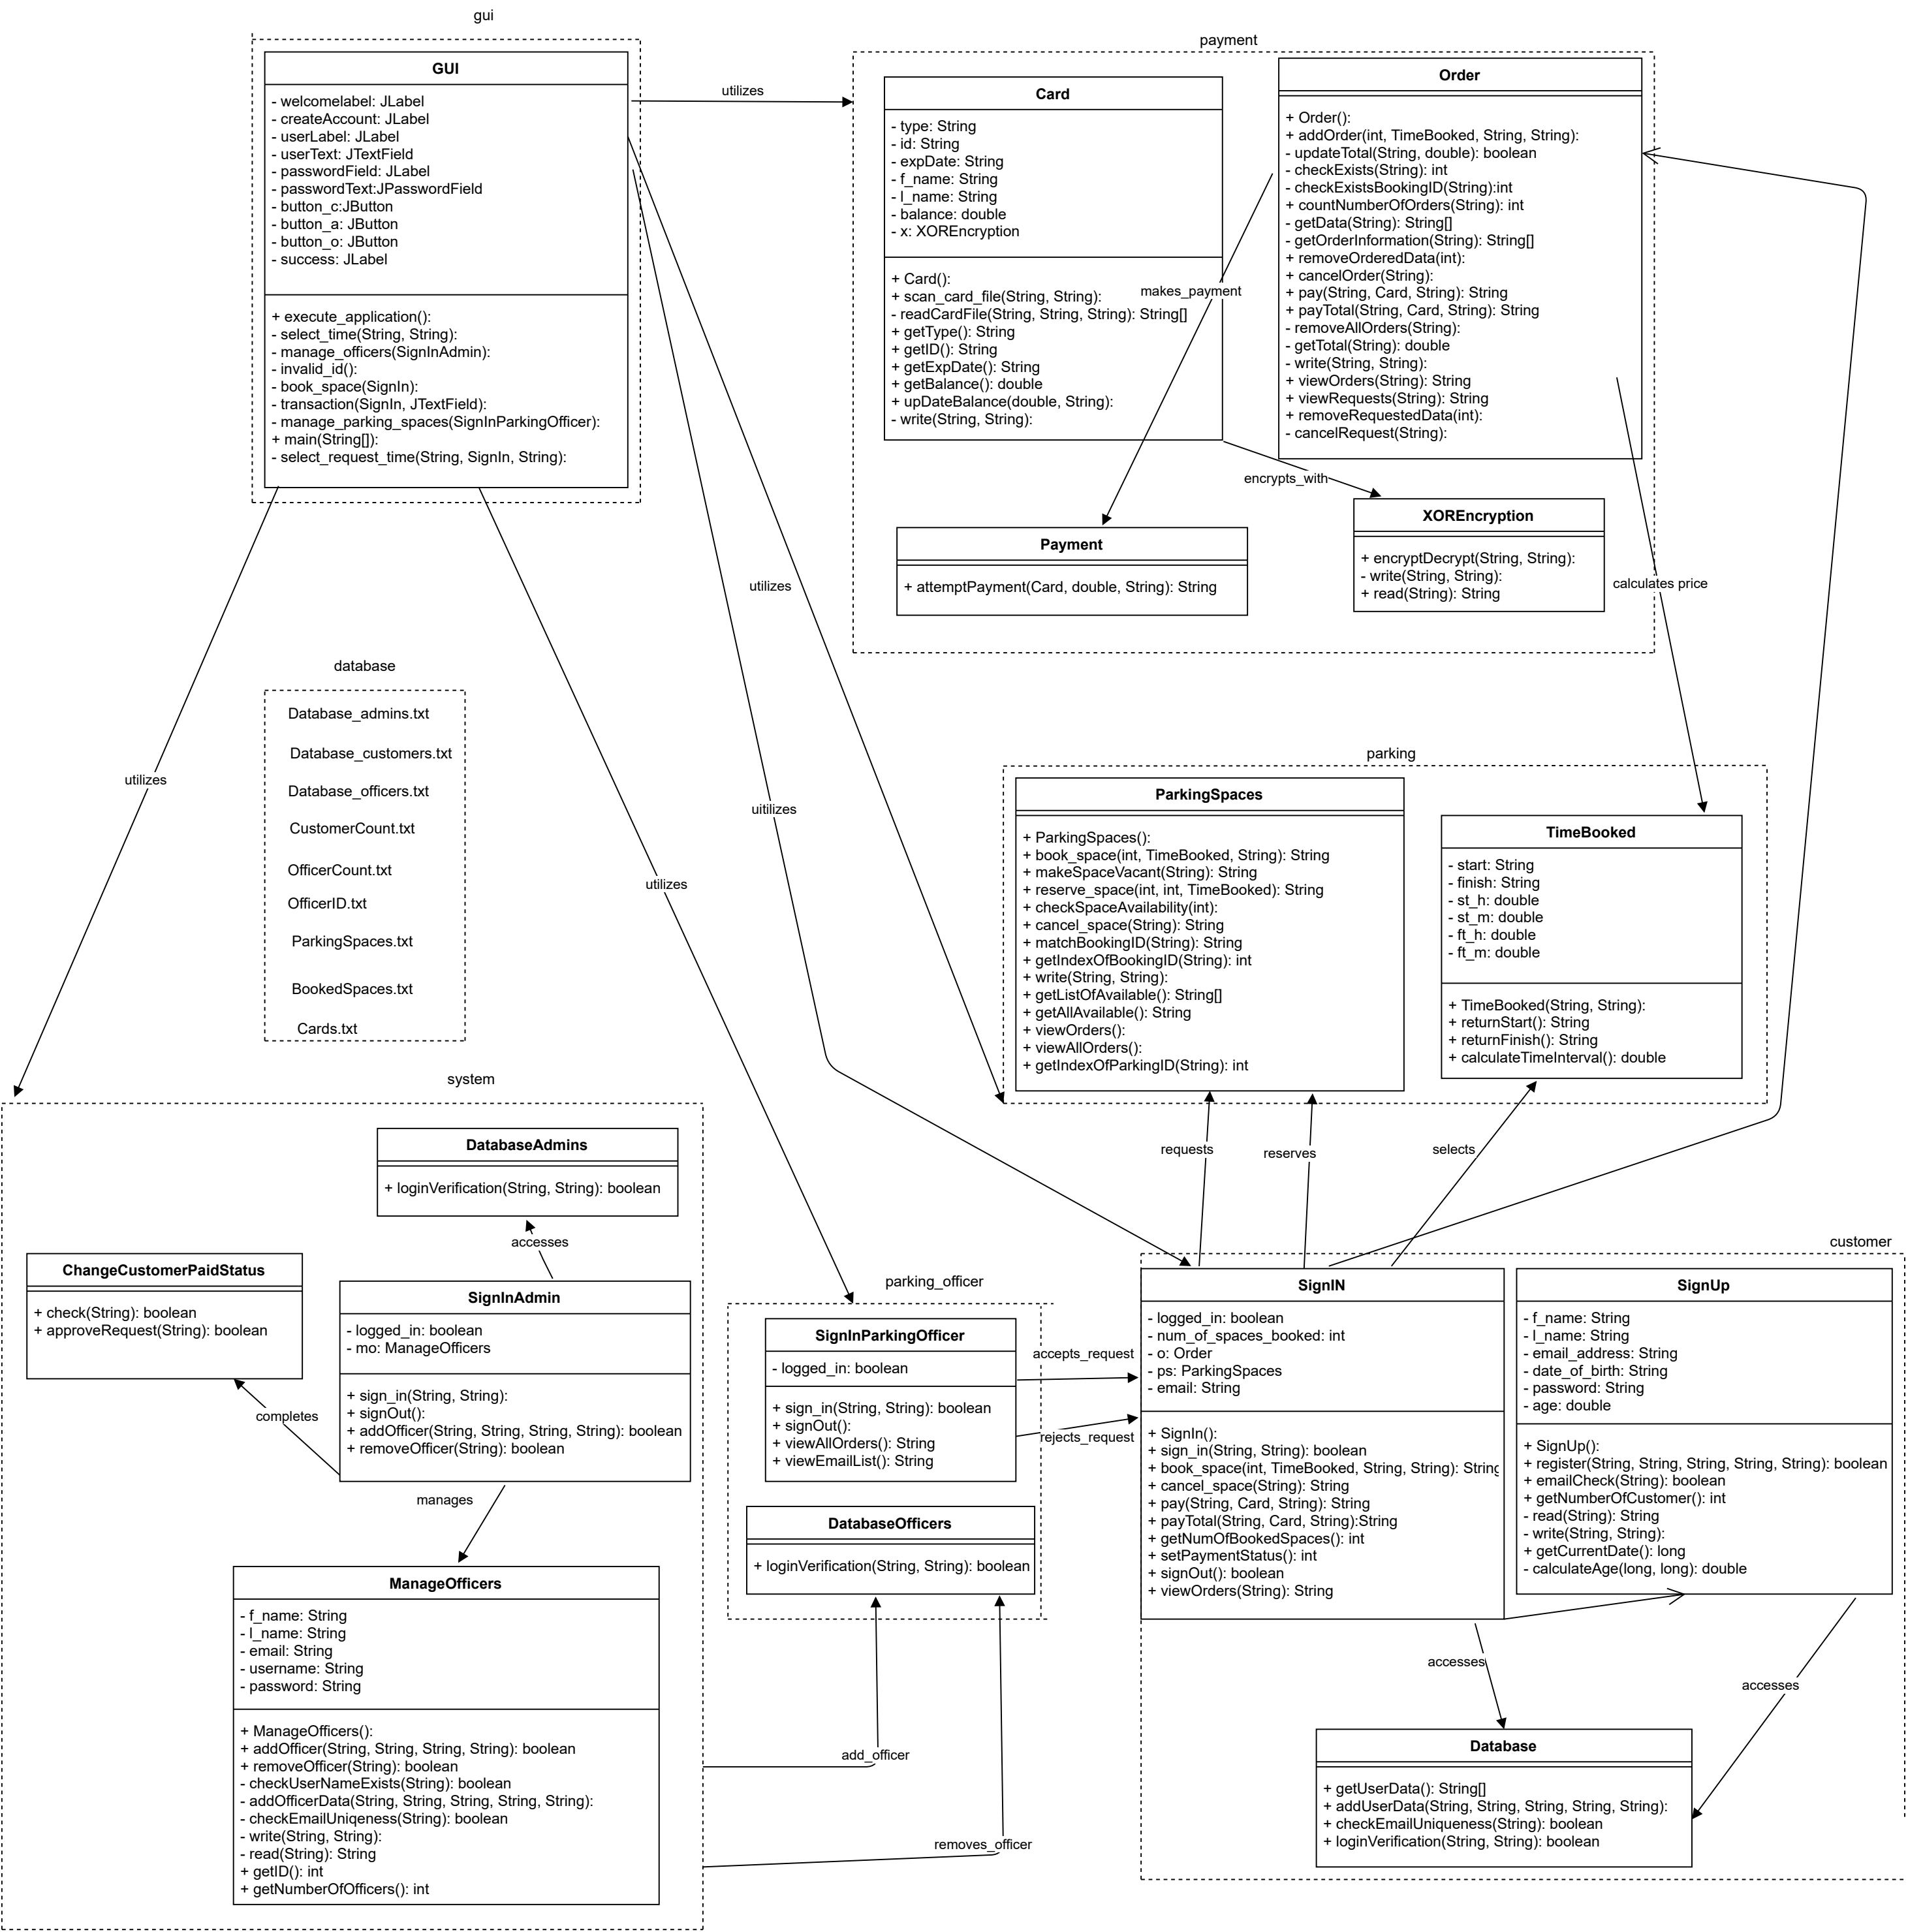 gui
GUI
- welcomelabel: JLabel
- createAccount: JLabel
- userLabel: JLabel
- userText: JTextField
- passwordField: JLabel
- passwordText:JPasswordField
- button_c:JButton
- button_a: JButton
- button_o: JButton
- success: JLabel
+ execute_application():
- select_time(String, String):
- manage_officers(SignInAdmin):
- invalid_id():
- book_space(SignIn):
- transaction(SignIn, JTextField):
- manage_parking_spaces(SignInParkingOfficer):
+ main(String[]):
- select_request_time(String, SignIn, String):
utilizes
payment
Card
- type: String
- id: String
- expDate: String
- f_name: String
- l_name: String
- balance: double
- x: XOREncryption
+ Card():
+ scan_card_file(String, String):
- readCardFile(String, String, String): String[]
+ getType(): String
+ getID(): String
+ getExpDate(): String
+ getBalance(): double
+ upDateBalance(double, String):
- write(String, String):
Order
+ Order():
+ addOrder(int, TimeBooked, String, String):
- updateTotal(String, double): boolean
- checkExists(String): int
- checkExistsBookingID(String):int
+ countNumberOfOrders(String): int
- getData(String): String[]
- getOrderInformation(String): String[]
+ removeOrderedData(int):
+ cancelOrder(String):
+ pay(String, Card, String): String
+ payTotal(String, Card, String): String
- removeAllOrders(String):
- getTotal(String): double
- write(String, String):
+ viewOrders(String): String
+ viewRequests(String): String
+ removeRequestedData(int):
- cancelRequest(String):
makes_payment
encrypts_with
Payment
+ attemptPayment(Card, double, String): String
XOREncryption
+ encryptDecrypt(String, String):
- write(String, String):
+ read(String): String
calculates price
utilizes
uitilizes
utilizes
utilizes
database
Database_admins.txt
Database_customers.txt
Database_officers.txt
CustomerCount.txt
OfficerCount.txt
OfficerID.txt
ParkingSpaces.txt
BookedSpaces.txt
Cards.txt
parking
ParkingSpaces
+ ParkingSpaces():
+ book_space(int, TimeBooked, String): String
+ makeSpaceVacant(String): String
+ reserve_space(int, int, TimeBooked): String
+ checkSpaceAvailability(int):
+ cancel_space(String): String
+ matchBookingID(String): String
+ getIndexOfBookingID(String): int
+ write(String, String):
+ getListOfAvailable(): String[]
+ getAllAvailable(): String
+ viewOrders():
+ viewAllOrders():
+ getIndexOfParkingID(String): int
TimeBooked
- start: String
- finish: String
- st_h: double
- st_m: double
- ft_h: double
- ft_m: double
+ TimeBooked(String, String):
+ returnStart(): String
+ returnFinish(): String
+ calculateTimeInterval(): double
requests
reserves
selects
system
DatabaseAdmins
+ loginVerification(String, String): boolean
accesses
ChangeCustomerPaidStatus
+ check(String): boolean
+ approveRequest(String): boolean
SignInAdmin
- logged_in: boolean
- mo: ManageOfficers
+ sign_in(String, String):
+ signOut():
+ addOfficer(String, String, String, String): boolean
+ removeOfficer(String): boolean
completes
manages
ManageOfficers
- f_name: String
- l_name: String
- email: String
- username: String
- password: String
+ ManageOfficers():
+ addOfficer(String, String, String, String): boolean
+ removeOfficer(String): boolean
- checkUserNameExists(String): boolean
- addOfficerData(String, String, String, String, String):
- checkEmailUniqeness(String): boolean
- write(String, String):
- read(String): String
+ getID(): int
+ getNumberOfOfficers(): int
parking_officer
SignInParkingOfficer
- logged_in: boolean
+ sign_in(String, String): boolean
+ signOut():
+ viewAllOrders(): String
+ viewEmailList(): String
DatabaseOfficers
+ loginVerification(String, String): boolean
accepts_request
rejects_request
add_officer
removes_officer
customer
SignIN
- logged_in: boolean
- num_of_spaces_booked: int
- o: Order
- ps: ParkingSpaces
- email: String
+ SignIn():
+ sign_in(String, String): boolean
+ book_space(int, TimeBooked, String, String): String
+ cancel_space(String): String
+ pay(String, Card, String): String
+ payTotal(String, Card, String):String
+ getNumOfBookedSpaces(): int
+ setPaymentStatus(): int
+ signOut(): boolean
+ viewOrders(String): String
SignUp
- f_name: String
- l_name: String
- email_address: String
- date_of_birth: String
- password: String
- age: double
+ SignUp():
+ register(String, String, String, String, String): boolean
+ emailCheck(String): boolean
+ getNumberOfCustomer(): int
- read(String): String
- write(String, String):
+ getCurrentDate(): long
- calculateAge(long, long): double
accesses
accesses
Database
+ getUserData(): String[]
+ addUserData(String, String, String, String, String):
+ checkEmailUniqueness(String): boolean
+ loginVerification(String, String): boolean